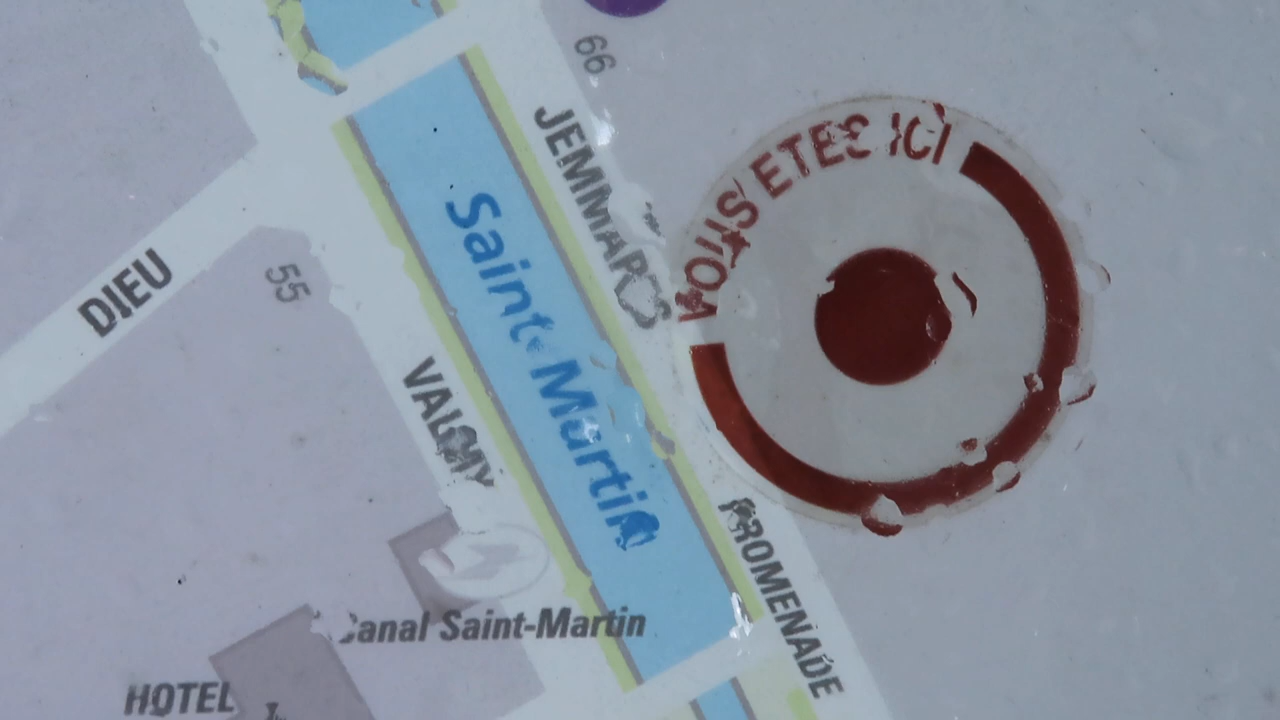 66
JEMMAPES
VOUS ETES ICI
Saint-Martin
DIEU
55
VALMY
PROMENADE
Canal Saint-Martin
HOTEL